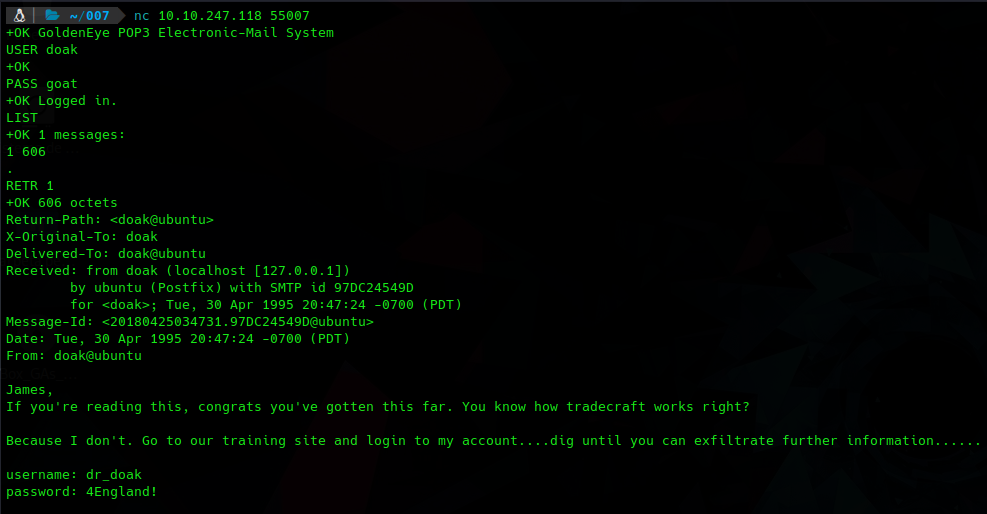 ~/007 nc 10.10.247.118 55007
+OK GoldenEye POP3 Electronic-Mail System
USER doak
+OK
PASS goat
+OK Logged in.
LIST
+OK 1 messages:
1 606
.
RETR 1
+OK 606 octets
Return-Path: <doak@ubuntu>
X-Original-To: doak
Delivered-To: doak@ubuntu
Received: from doak (localhost [127.0.0.1])
        by ubuntu (Postfix) with SMTP id 97DC24549D
        for <doak>; Tue, 30 Apr 1995 20:47:24 -0700 (PDT)
Message-Id: <20180425034731.97DC24549D@ubuntu>
Date: Tue, 30 Apr 1995 20:47:24 -0700 (PDT)
From: doak@ubuntu

James,
If you're reading this, congrats you've gotten this far. You know how tradecraft works right?

Because I don't. Go to our training site and login to my account....dig until you can exfiltrate further information......

username: dr_doak
password: 4England!